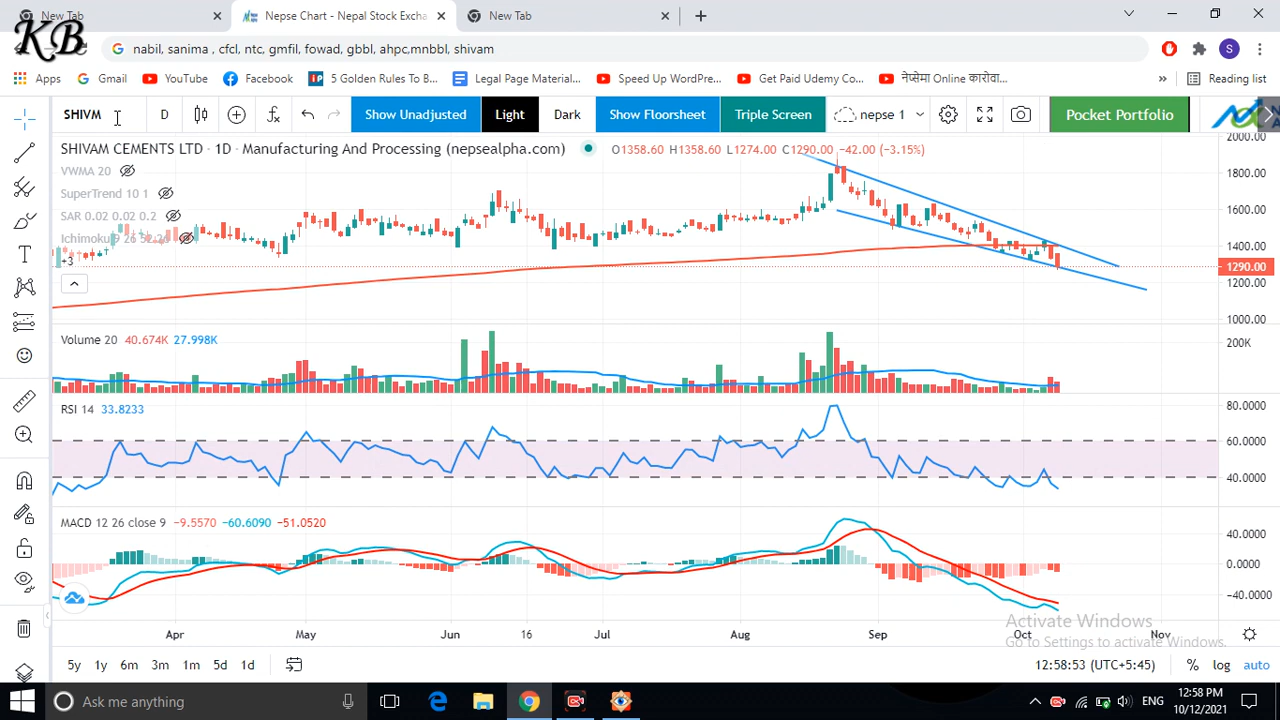 New Tab
Nepse Chart - Nepal Stock Excha
New Tab
KB
nabil, sanima , cfcl, ntc, gmfil, fowad, gbbl, ahpc,mnbbl, shivam
S
Apps
Gmail
YouTube
Facebook
5 Golden Rules To B...
Legal Page Material...
Speed Up WordPre...
Get Paid Udemy Co...
नेप्सेमा Online कारोवा...
»
Reading list
SHIVM
D
Show Unadjusted
Light
Dark
Show Floorsheet
Triple Screen
nepse 1
Pocket Portfolio
SHIVAM CEMENTS LTD · 1D · Manufacturing And Processing (nepsealpha.com)
O1358.60 H1358.60 L1274.00 C1290.00 -42.00 (-3.15%)
VWMA 20
SuperTrend 10 1
SAR 0.02 0.02 0.2
Ichimoku 9 26 52 26
+3
2000.00
1800.00
1600.00
1400.00
1290.00
1200.00
1000.00
Volume 20 40.674K 27.998K
200K
RSI 14 33.8233
80.0000
60.0000
40.0000
MACD 12 26 close 9 -9.5570 -60.6090 -51.0520
40.0000
0.0000
-40.0000
Apr
May
Jun
16
Jul
Aug
Sep
Oct
Nov
Activate Windows
Go to Settings to activate Windows.
5y 1y 6m 3m 1m 5d 1d
12:58:53 (UTC+5:45)
% log auto
Ask me anything
ENG
12:58 PM
10/12/2021